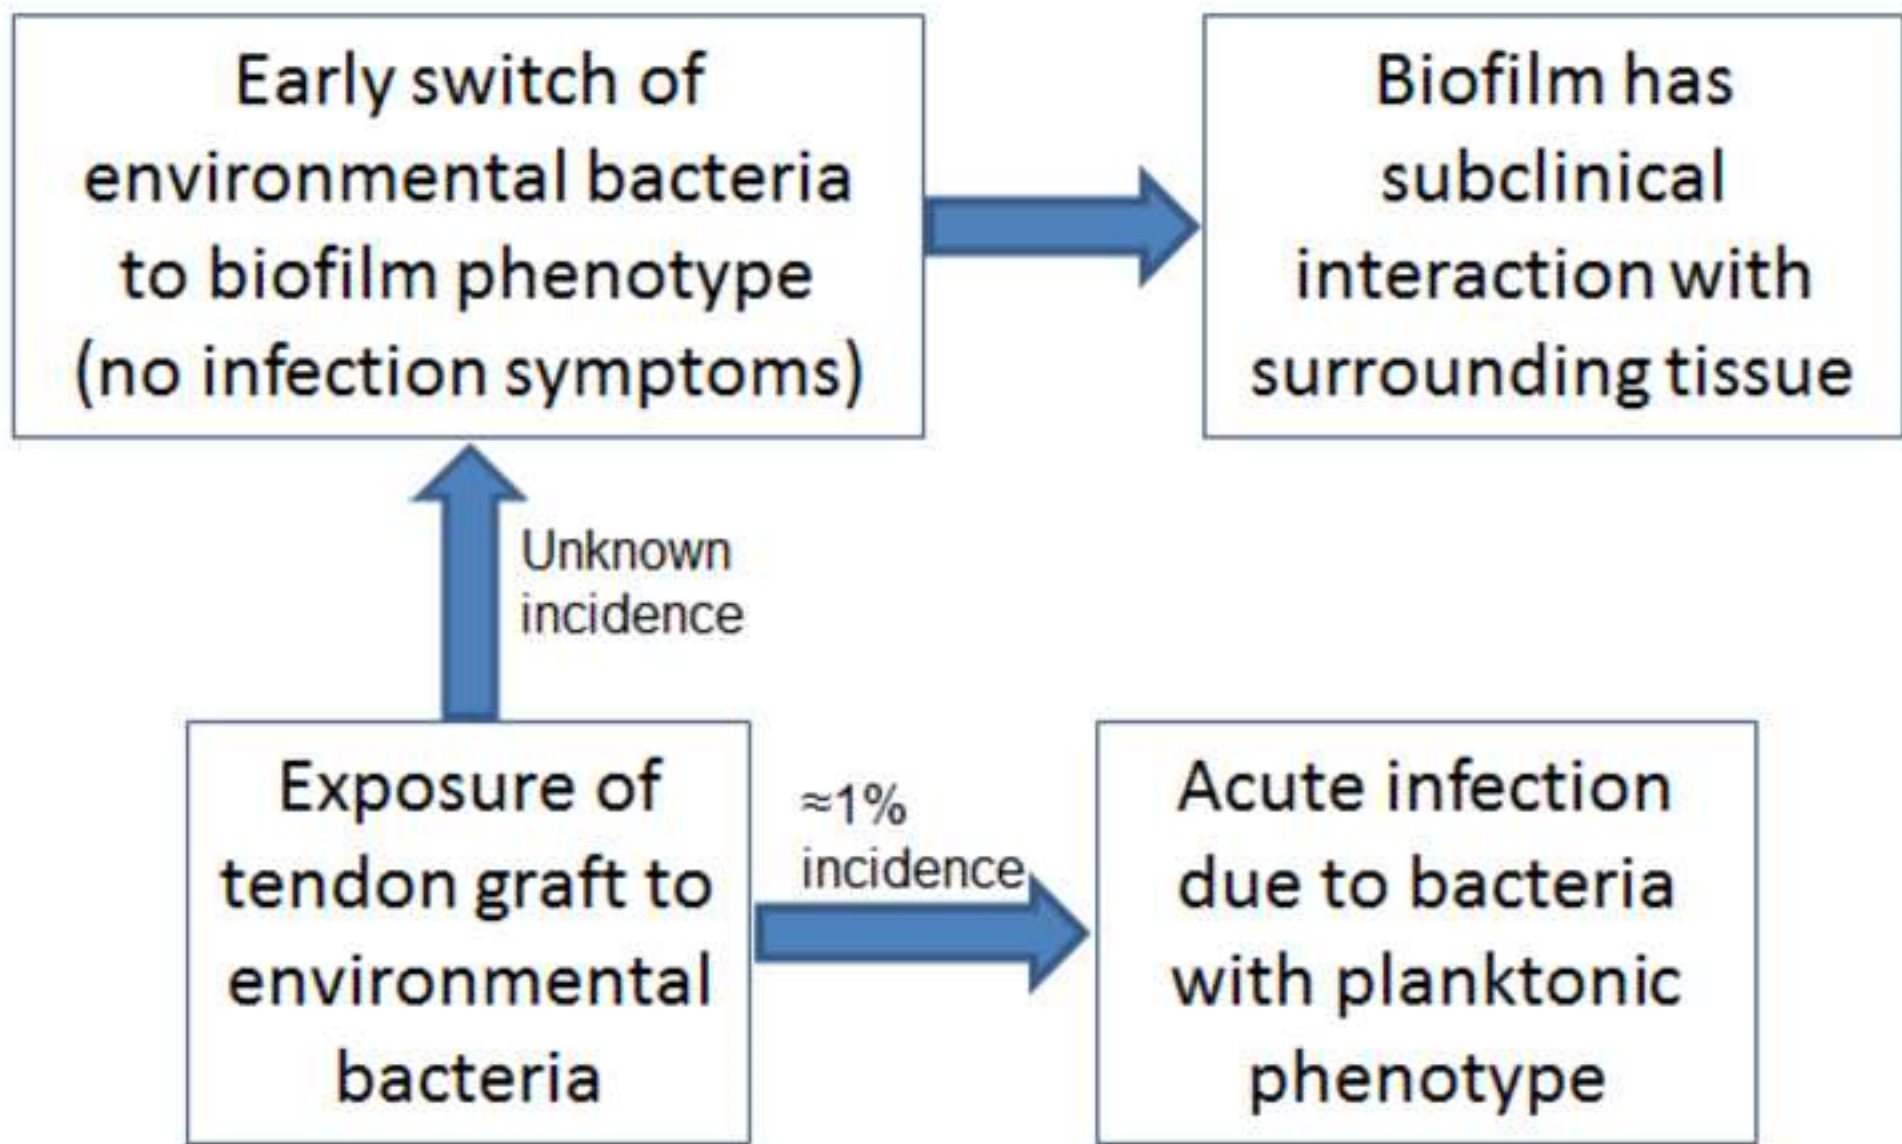 Early switch of
environmental bacteria
to biofilm phenotype
(no infection symptoms)
Biofilm has
subclinical
interaction with
surrounding tissue
Unknown
incidence
Exposure of
tendon graft to
environmental
bacteria
≈1%
incidence
Acute infection
due to bacteria
with planktonic
phenotype